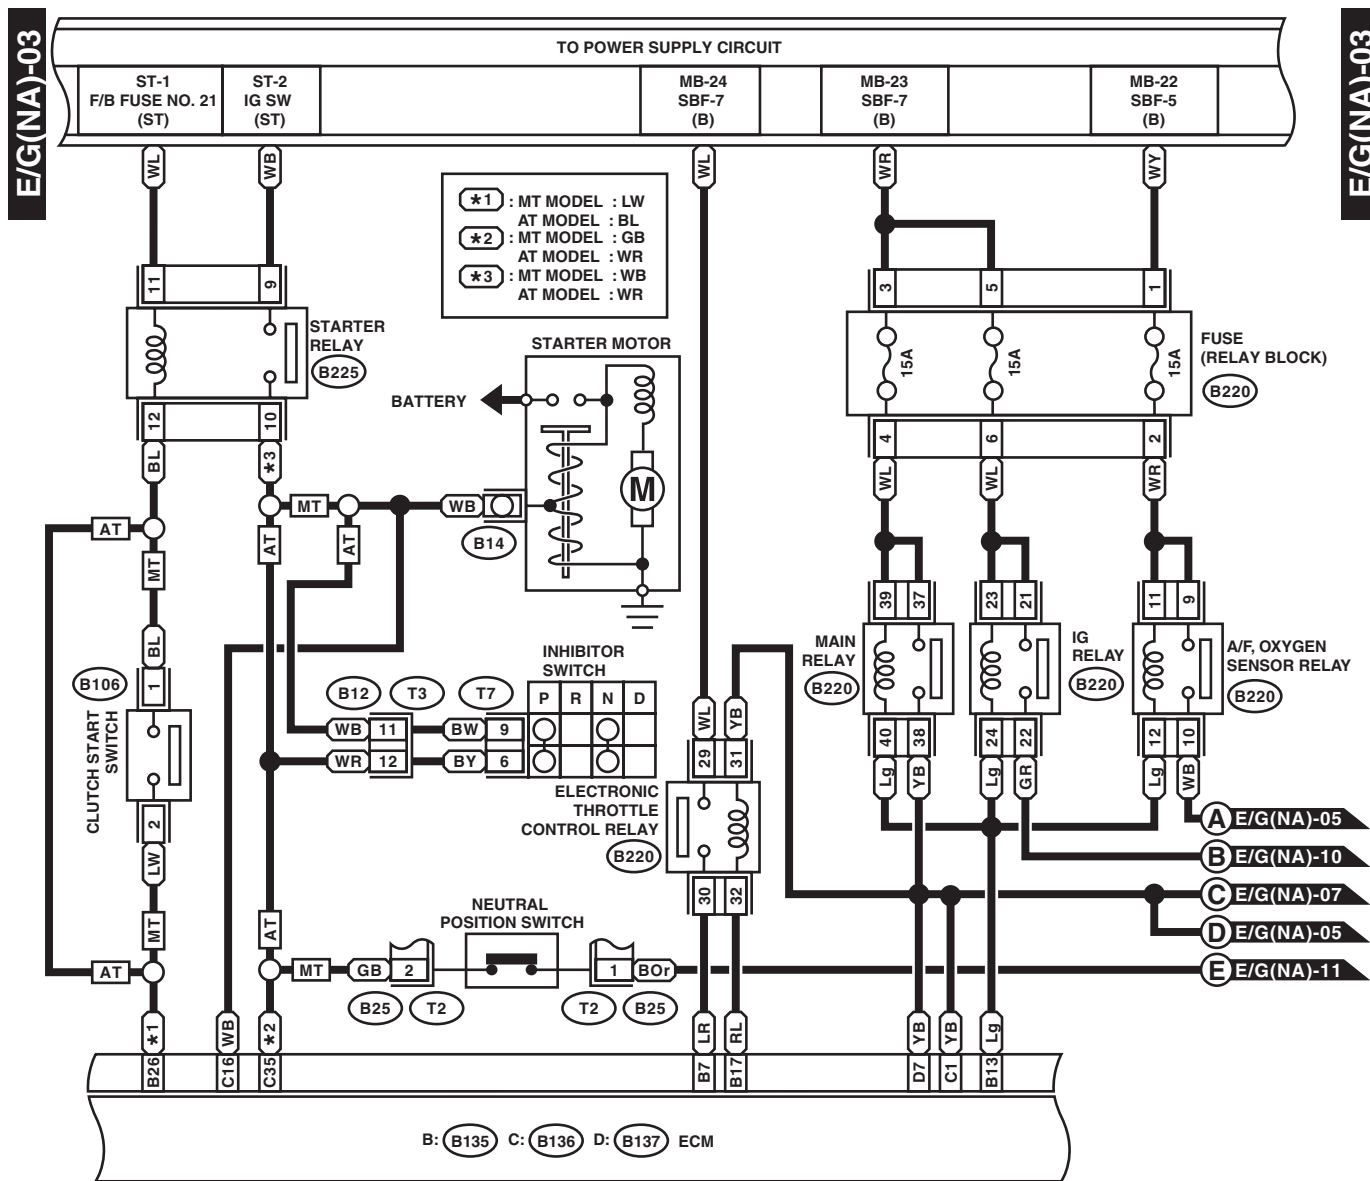 E/G(NA)-03
E/G(NA)-03
TO POWER SUPPLY CIRCUIT
ST-1
F/B FUSE NO. 21
(ST)
ST-2
IG SW
(ST)
MB-24
SBF-7
(B)
MB-23
SBF-7
(B)
MB-22
SBF-5
(B)
WL
WB
WL
WR
WY
*1 : MT MODEL : LW
AT MODEL : BL
*2 : MT MODEL : GB
AT MODEL : WR
*3 : MT MODEL : WB
AT MODEL : WR
11
9
3
5
1
STARTER
RELAY
B225
STARTER MOTOR
BATTERY
M
15A
15A
15A
FUSE
(RELAY BLOCK)
B220
12
10
4
6
2
BL
*3
WL
WL
WR
MT
WB
B14
AT
AT
AT
MT
39
37
23
21
11
9
BL
B106
1
CLUTCH START
SWITCH
2
LW
MT
AT
INHIBITOR
SWITCH
P R N D
B12
T3
T7
WB 11
BW 9
WR 12
BY 6
WL
YB
29
31
MAIN
RELAY
B220
IG
RELAY
B220
A/F, OXYGEN
SENSOR RELAY
B220
40
38
24
22
12
10
Lg
YB
Lg
GR
Lg
WB
ELECTRONIC
THROTTLE
CONTROL RELAY
B220
30
32
A E/G(NA)-05
B E/G(NA)-10
C E/G(NA)-07
D E/G(NA)-05
E E/G(NA)-11
NEUTRAL
POSITION SWITCH
AT
MT
GB 2
1 BOr
B25
T2
T2
B25
*1
WB
*2
LR
RL
YB
YB
Lg
B26
C16
C35
B7
B17
D7
C1
B13
B: B135 C: B136 D: B137 ECM